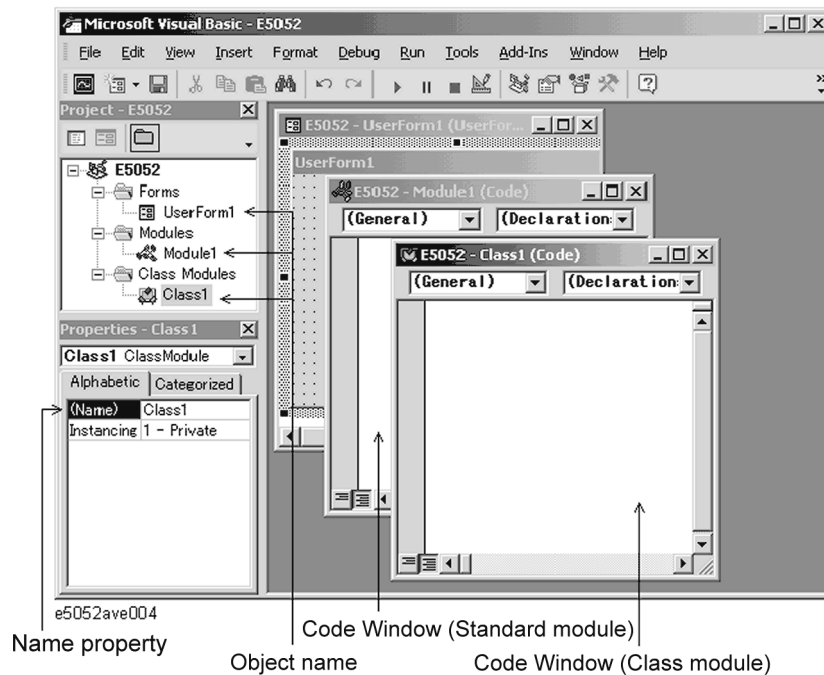 Microsoft Visual Basic - E5052
File Edit View Insert Format Debug Run Tools Add-Ins Window Help
Project - E5052
E5052
Forms
UserForm1
Modules
Module1
Class Modules
Class1
Properties - Class1
Class1 ClassModule
Alphabetic Categorized
(Name) Class1
Instancing 1 - Private
E5052 - UserForm1 (UserFor...
UserForm1
E5052 - Module1 (Code)
(General) (Declaration
E5052 - Class1 (Code)
(General) (Declaration
e5052ave004
Name property
Object name
Code Window (Standard module)
Code Window (Class module)